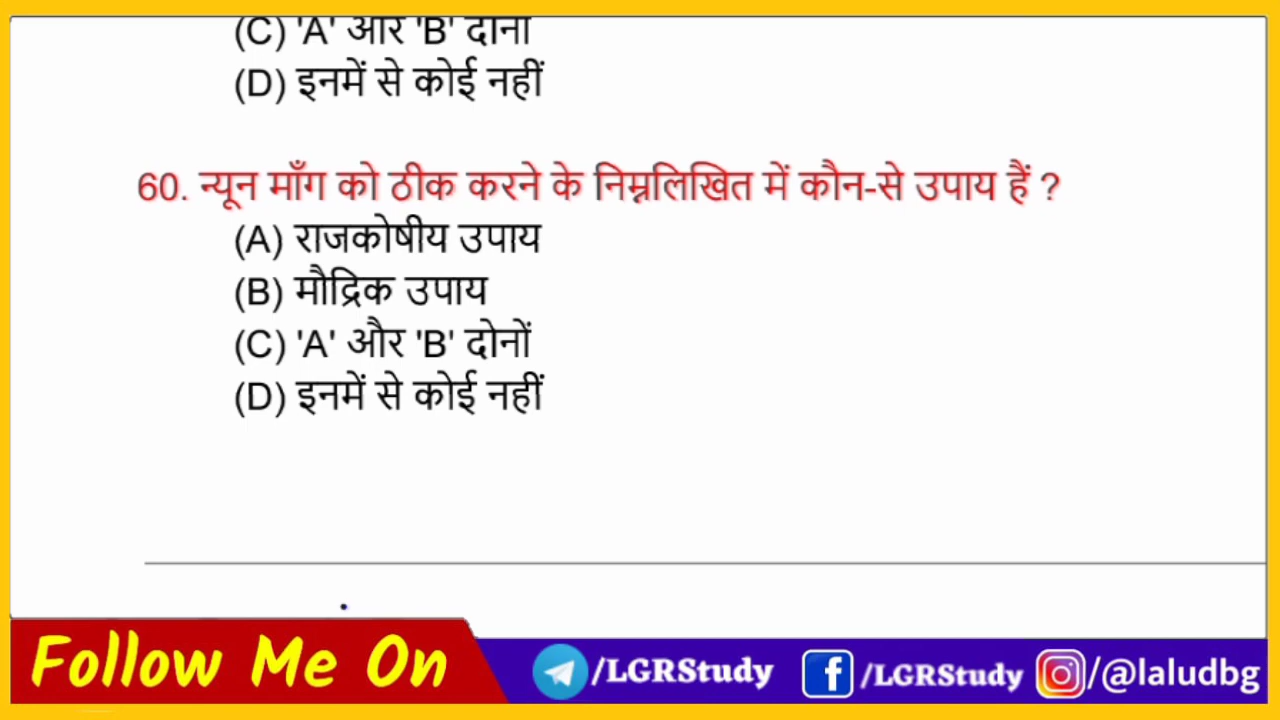 (C) 'A' और 'B' दोनों
(D) इनमें से कोई नहीं
60. न्यून माँग को ठीक करने के निम्नलिखित में कौन-से उपाय हैं ?
(A) राजकोषीय उपाय
(B) मौद्रिक उपाय
(C) 'A' और 'B' दोनों
(D) इनमें से कोई नहीं
Follow Me On /LGRStudy /LGRStudy /@laludbg